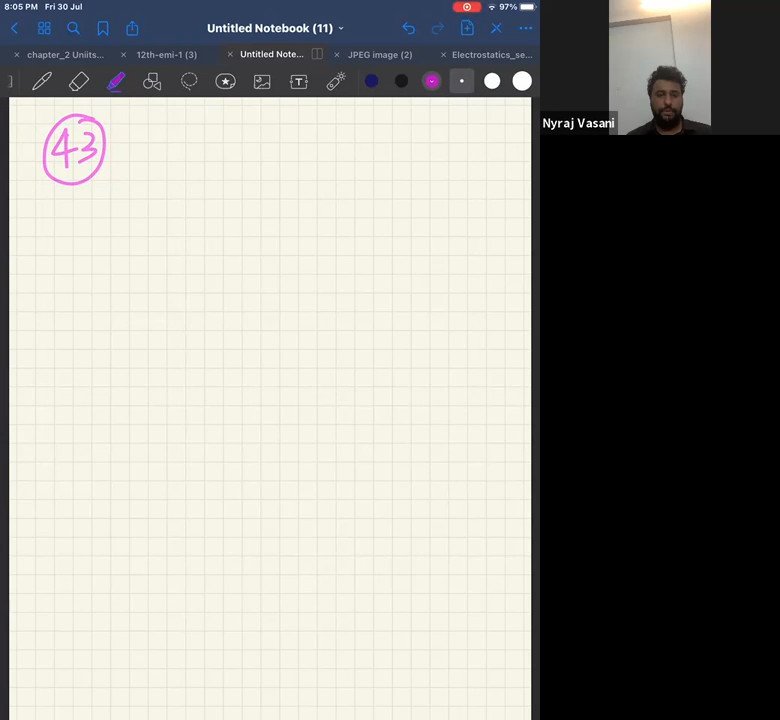 8:05 PM Fri 30 Jul 97%
Untitled Notebook (11)
chapter_2 Uniits... 12th-emi-1 (3) Untitled Note... JPEG image (2) Electrostatics_se...
T
43
Nyraj Vasani